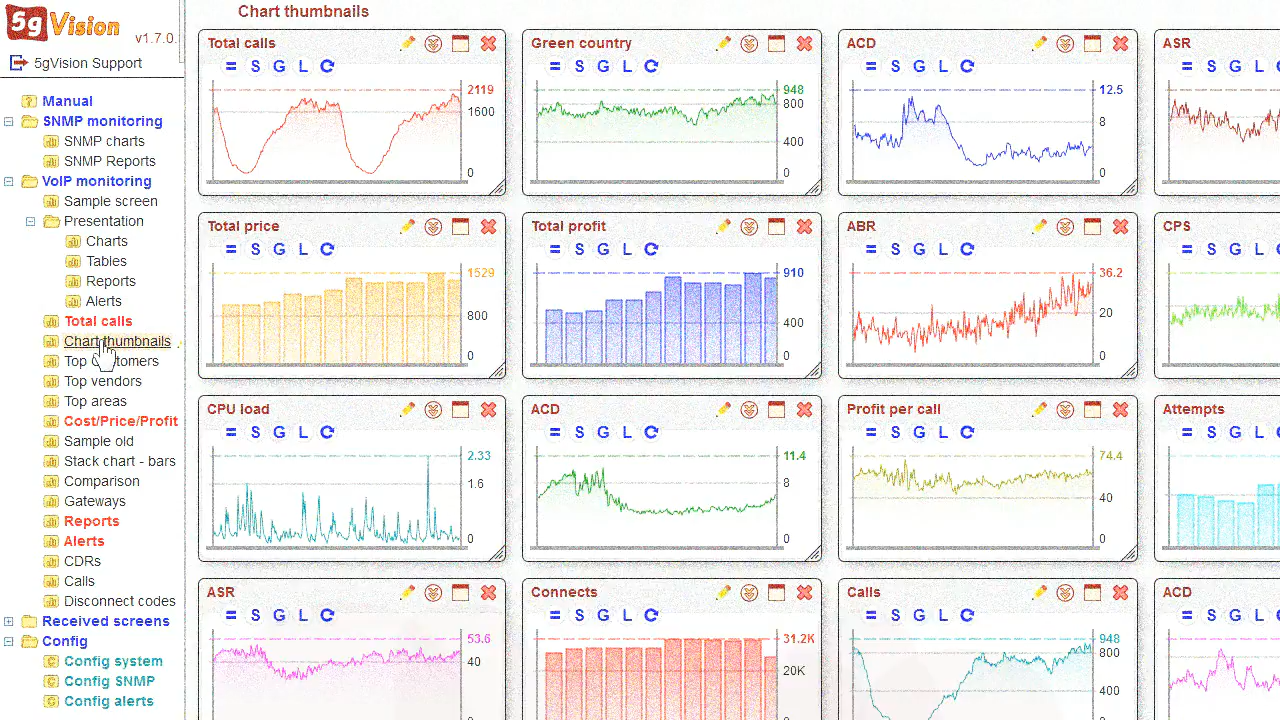 5gVision
v1.7.0.
5gVision Support
Manual
SNMP monitoring
SNMP charts
SNMP Reports
VoIP monitoring
Sample screen
Presentation
Charts
Tables
Reports
Alerts
Total calls
Chart thumbnails
Top customers
Top vendors
Top areas
Cost/Price/Profit
Sample old
Stack chart - bars
Comparison
Gateways
Reports
Alerts
CDRs
Calls
Disconnect codes
Received screens
Config
Config system
Config SNMP
Config alerts
Chart thumbnails
Total calls
= S G L
2119
1600
0
Green country
= S G L
948
800
400
0
ACD
= S G L
12.5
8
0
ASR
= S G L
Total price
= S G L
1529
800
0
Total profit
= S G L
910
400
0
ABR
= S G L
36.2
20
0
CPS
= S G L
CPU load
= S G L
2.33
1.6
0
ACD
= S G L
11.4
8
0
Profit per call
= S G L
74.4
40
0
Attempts
= S G L
ASR
= S G L
53.6
40
Connects
= S G L
31.2K
20K
Calls
= S G L
948
800
400
ACD
= S G L